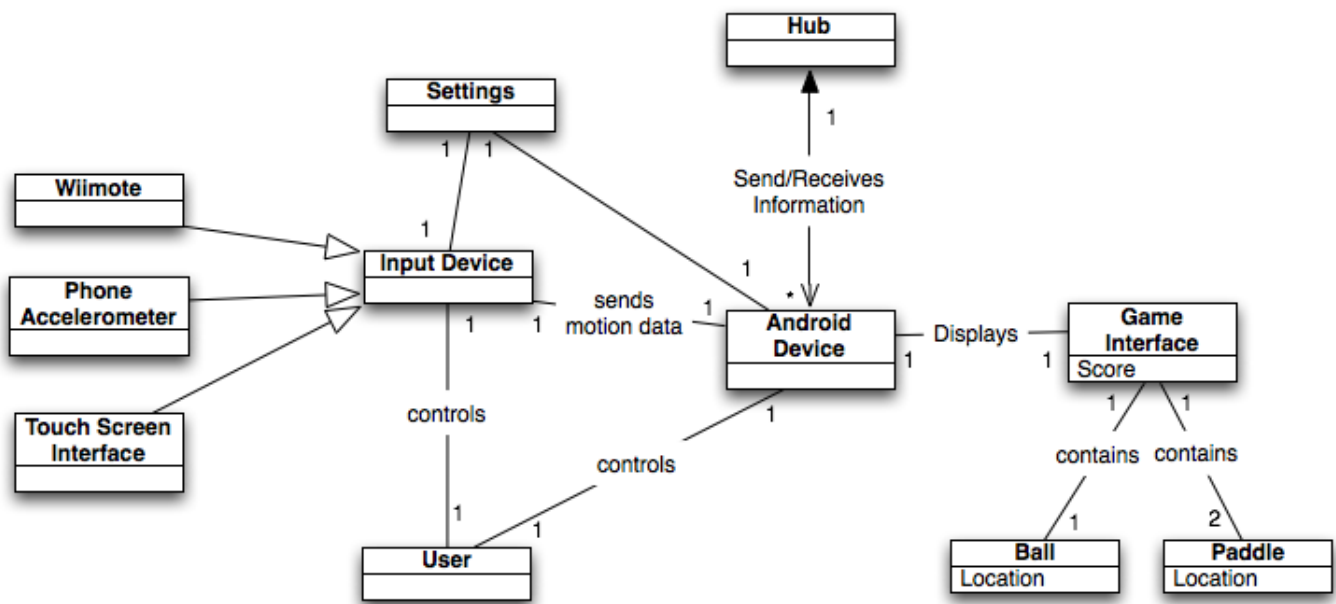 Hub
1
Send/Receives
Information
*
Settings
1
1
1
1
Wiimote
Phone
Accelerometer
Touch Screen
Interface
Input Device
1
1
sends
motion data
1
Android
Device
1
Displays
1
Game
Interface
Score
1
1
controls
1
controls
1
1
User
contains
contains
1
2
Ball
Location
Paddle
Location